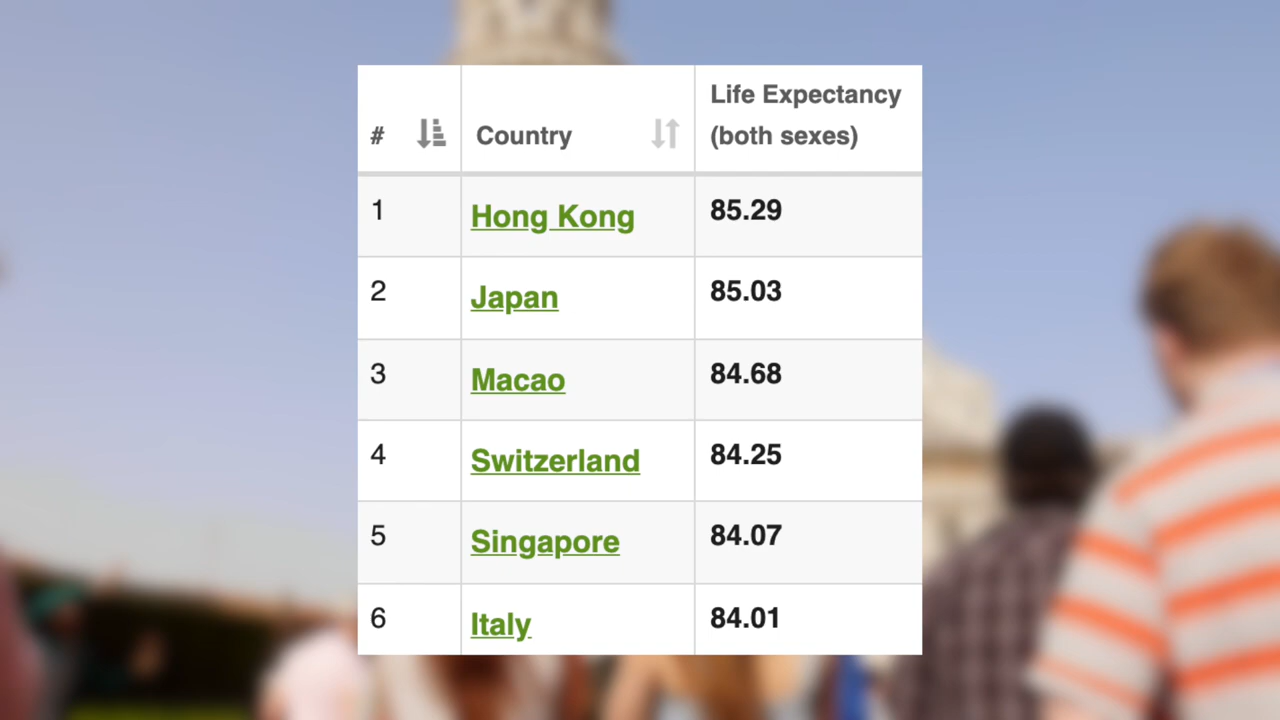 # Country Life Expectancy
(both sexes)
1 Hong Kong 85.29
2 Japan 85.03
3 Macao 84.68
4 Switzerland 84.25
5 Singapore 84.07
6 Italy 84.01